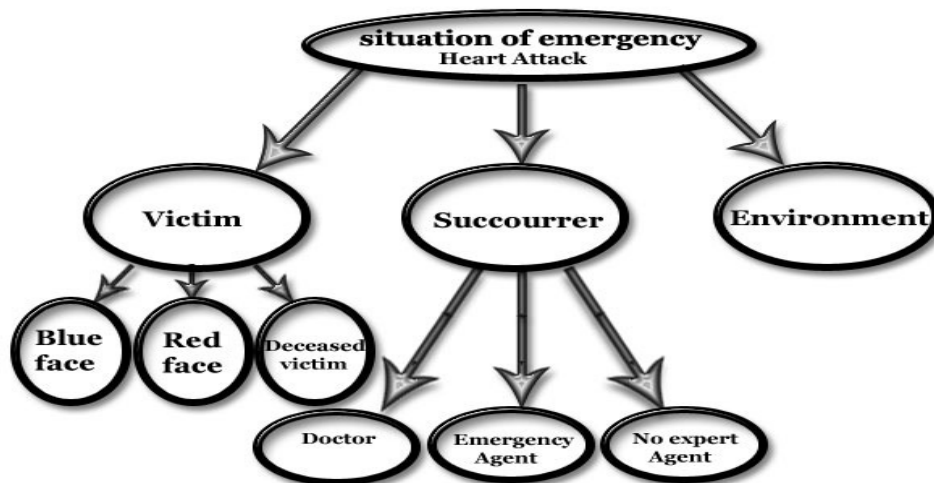 situation of emergency
Heart Attack
Victim
Succourrer
Environment
Blue
face
Red
face
Deceased
victim
Doctor
Emergency
Agent
No expert
Agent